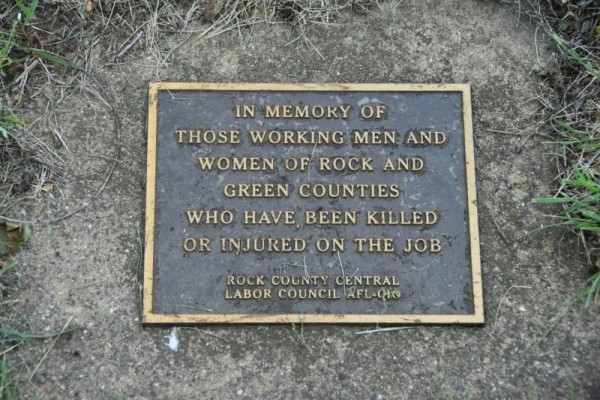 IN MEMORY OF
THOSE WORKING MEN AND
WOMEN OF ROCK AND
GREEN COUNTIES
WHO HAVE BEEN KILLED
OR INJURED ON THE JOB
ROCK COUNTY CENTRAL
LABOR COUNCIL AFL-CIO